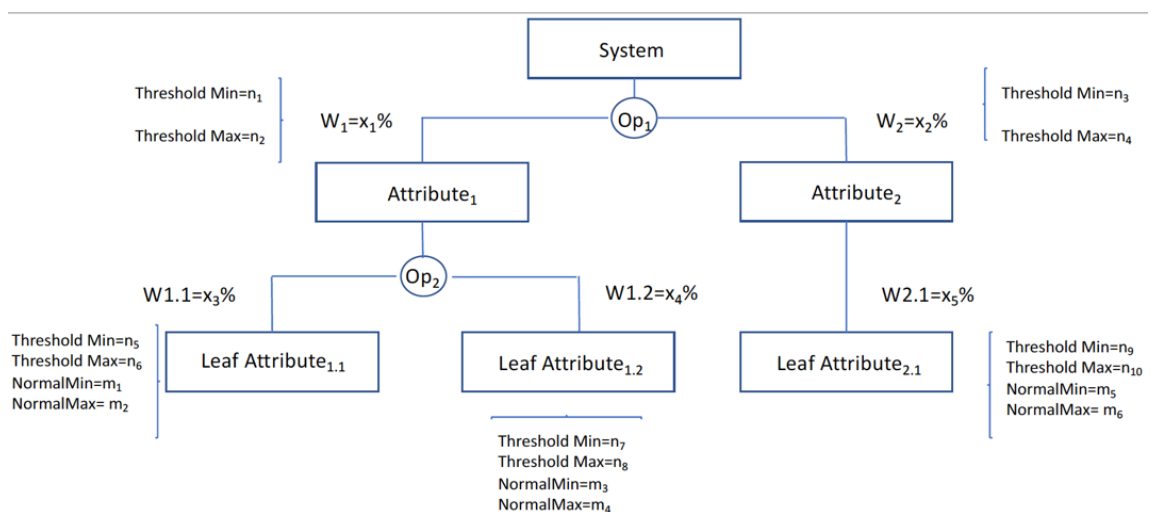 System
Threshold Min=n₁
Threshold Max=n₂
W₁=x₁%
Op₁
W₂=x₂%
Threshold Min=n₃
Threshold Max=n₄
Attribute₁
Attribute₂
Op₂
W1.1=x₃%
W1.2=x₄%
W2.1=x₅%
Threshold Min=n₅
Threshold Max=n₆
NormalMin=m₁
NormalMax= m₂
Leaf Attribute₁.₁
Leaf Attribute₁.₂
Leaf Attribute₂.₁
Threshold Min=n₉
Threshold Max=n₁₀
NormalMin=m₅
NormalMax= m₆
Threshold Min=n₇
Threshold Max=n₈
NormalMin=m₃
NormalMax=m₄